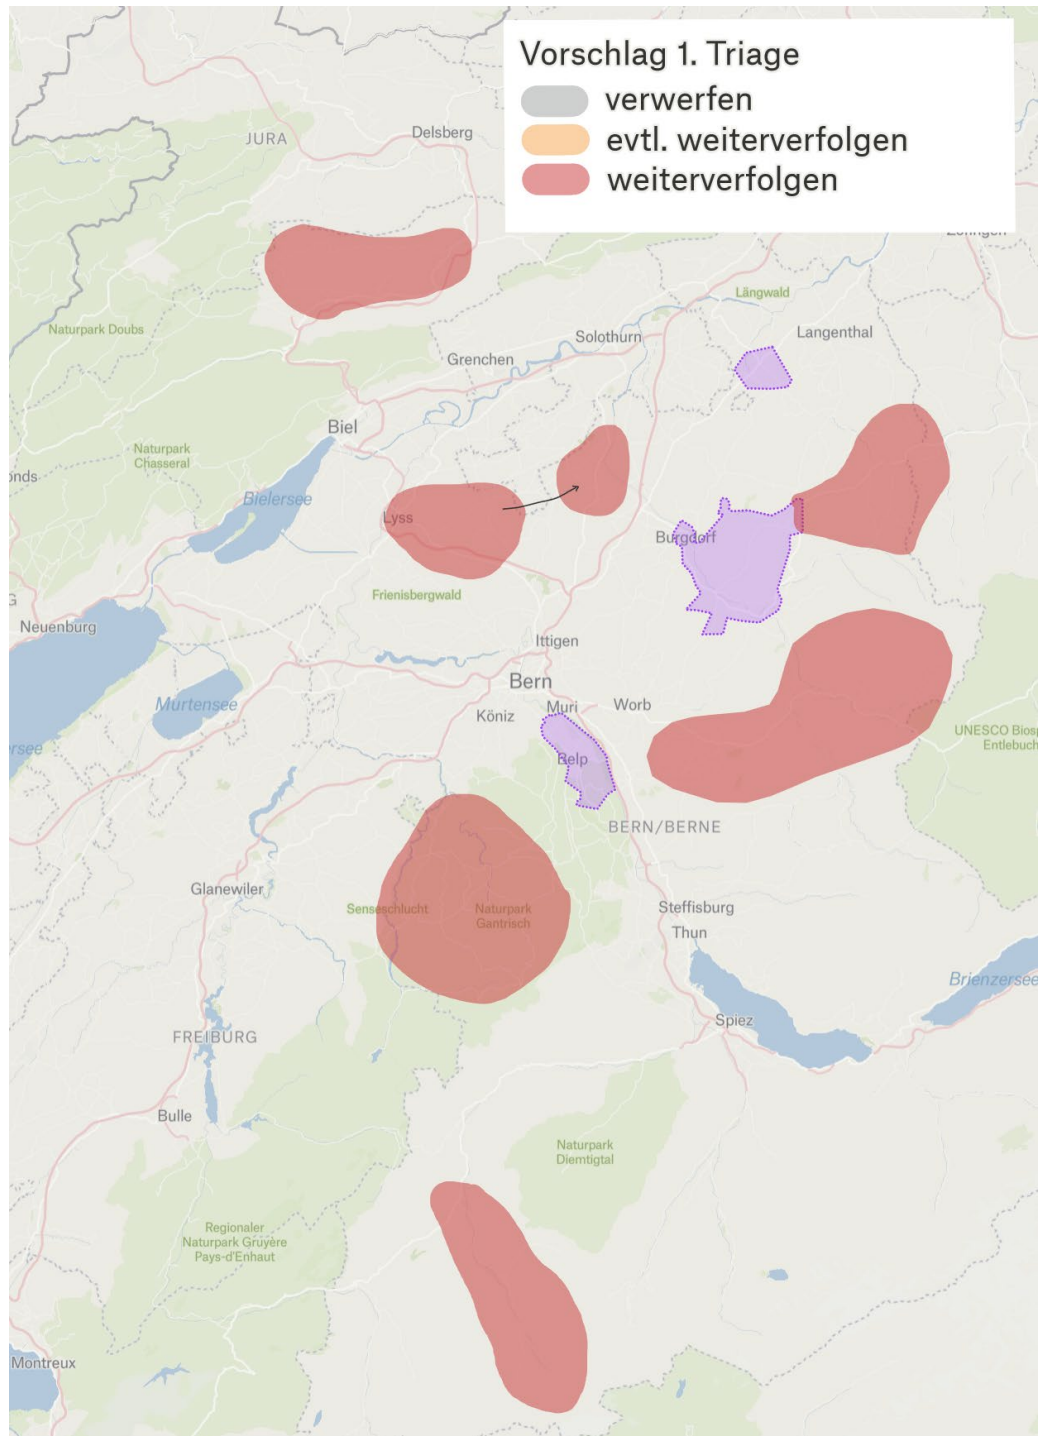 Vorschlag 1. Triage
verwerfen
evtl. weiterverfolgen
weiterverfolgen
Delsberg
JURA
Längwald
Langenthal
Solothurn
Naturpark Doubs
Grenchen
Biel
Naturpark
Chasseral
Bielersee
Lyss
Burgdorf
Frienisbergwald
Neuenburg
Ittigen
Bern
Murtensee
Muri
Worb
Köniz
UNESCO
Entlebuch
Belp
BERN/BERNE
Glanewiler
Senseschlucht
Naturpark
Gantrisch
Steffisburg
Thun
Brienzersee
Spiez
FREIBURG
Bulle
Naturpark
Diemtigtal
Regionaler
Naturpark Gruyère
Pays-d'Enhaut
Montreux